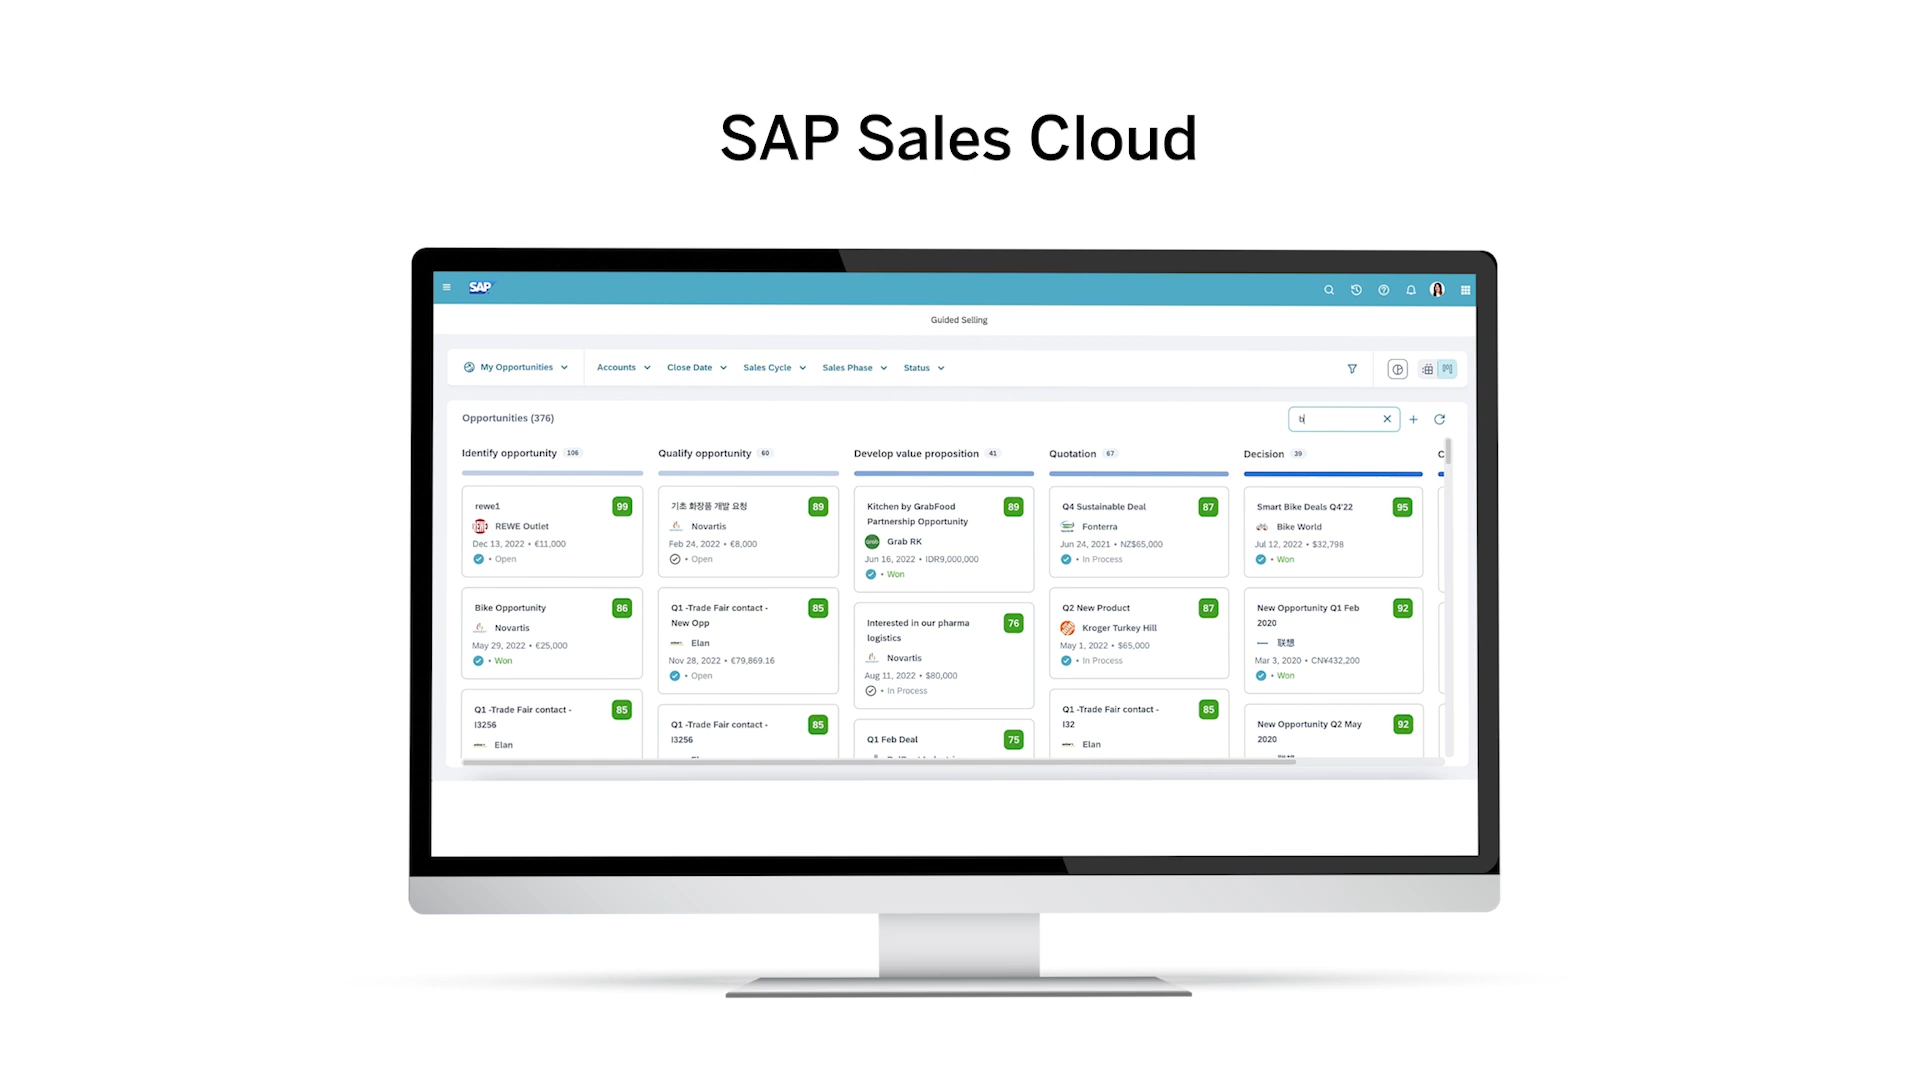 SAP Sales Cloud
SAP
Guided Selling
My Opportunities
Accounts
Close Date
Sales Cycle
Sales Phase
Status
Opportunities (376)
b
Identify opportunity 106
rewe1 99
REWE Outlet
Dec 13, 2022 • €11,000
• Open
Bike Opportunity 86
Novartis
May 29, 2022 • €25,000
• Won
Q1 -Trade Fair contact - 85
I3256
Elan
Qualify opportunity 60
기초 화장품 개발 요청 89
Novartis
Feb 24, 2022 • €8,000
• Open
Q1 -Trade Fair contact - 85
New Opp
Elan
Nov 28, 2022 • €79,869.16
• Open
Q1 -Trade Fair contact - 85
I3256
Develop value proposition 41
Kitchen by GrabFood 89
Partnership Opportunity
Grab RK
Jun 16, 2022 • IDR9,000,000
• Won
Interested in our pharma 76
logistics
Novartis
Aug 11, 2022 • $80,000
• In Process
Q1 Feb Deal 75
Quotation 67
Q4 Sustainable Deal 87
Fonterra
Jun 24, 2021 • NZ$65,000
• In Process
Q2 New Product 87
Kroger Turkey Hill
May 1, 2022 • $65,000
• In Process
Q1 -Trade Fair contact - 85
I32
Elan
Decision 39
Smart Bike Deals Q4'22 95
Bike World
Jul 12, 2022 • $32,798
• Won
New Opportunity Q1 Feb 92
2020
联想
Mar 3, 2020 • CN¥432,200
• Won
New Opportunity Q2 May 92
2020
C